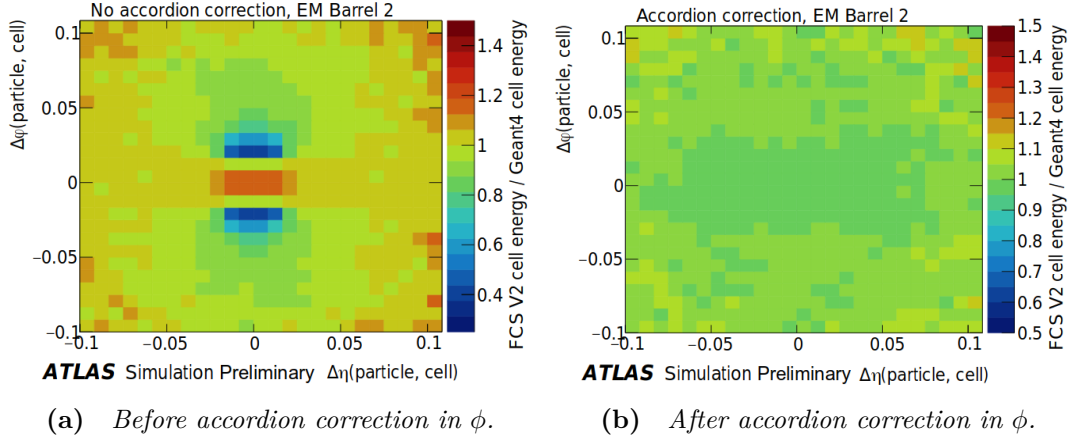 No accordion correction, EM Barrel 2
Δφ(particle, cell)
0.1
0.05
0
−0.05
−0.1
−0.1 −0.05 0 0.05 0.1
1.4
1.2
1
0.8
0.6
0.4
FCS V2 cell energy / Geant4 cell energy
ATLAS Simulation Preliminary Δη(particle, cell)
(a) Before accordion correction in ϕ.
Accordion correction, EM Barrel 2
Δφ(particle, cell)
0.1
0.05
0
−0.05
−0.1
−0.1 −0.05 0 0.05 0.1
1.5
1.4
1.3
1.2
1.1
1
0.9
0.8
0.7
0.6
0.5
FCS V2 cell energy / Geant4 cell energy
ATLAS Simulation Preliminary Δη(particle, cell)
(b) After accordion correction in ϕ.